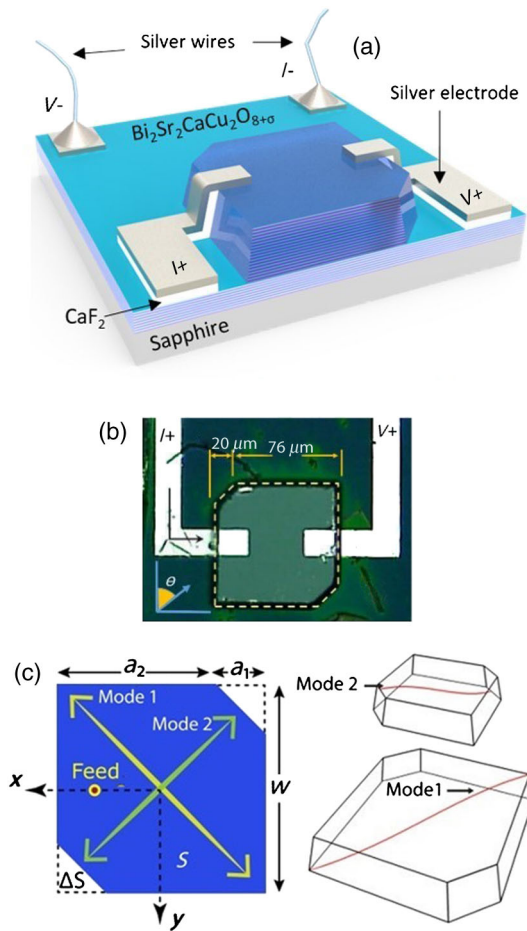 Silver wires
(a)
V-
I-
Silver electrode
Bi₂Sr₂CaCu₂O₈₊σ
V+
I+
CaF₂
Sapphire
(b)
I+
20 μm
76 μm
V+
θ
(c)
a₂
a₁
Mode 1
Mode 2
Mode 2
x
Feed
w
Mode1
S
ΔS
y